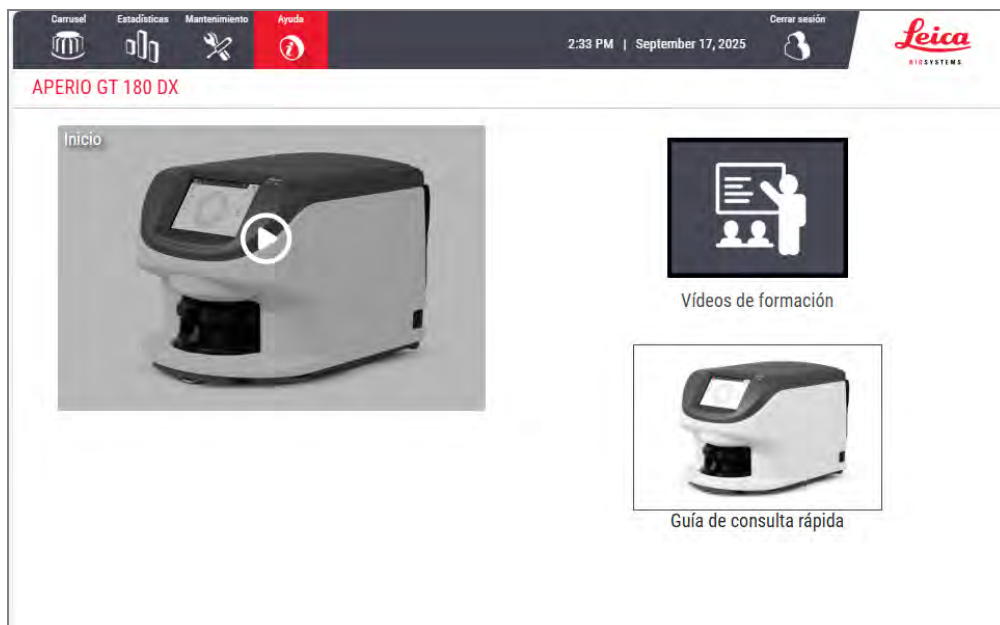 Carrusel
Estadísticas
Mantenimiento
Ayuda
2:33 PM | September 17, 2025
Cerrar sesión
Leica
BIOSYSTEMS
APERIO GT 180 DX
Inicio
Vídeos de formación
Guía de consulta rápida